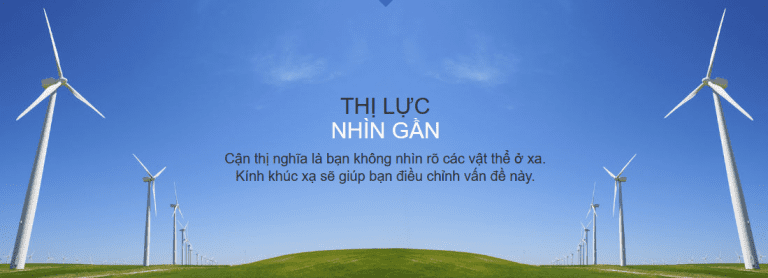 THỊ LỰC
NHÌN GẦN
Cận thị nghĩa là bạn không nhìn rõ các vật thể ở xa.
Kính khúc xạ sẽ giúp bạn điều chỉnh vấn đề này.